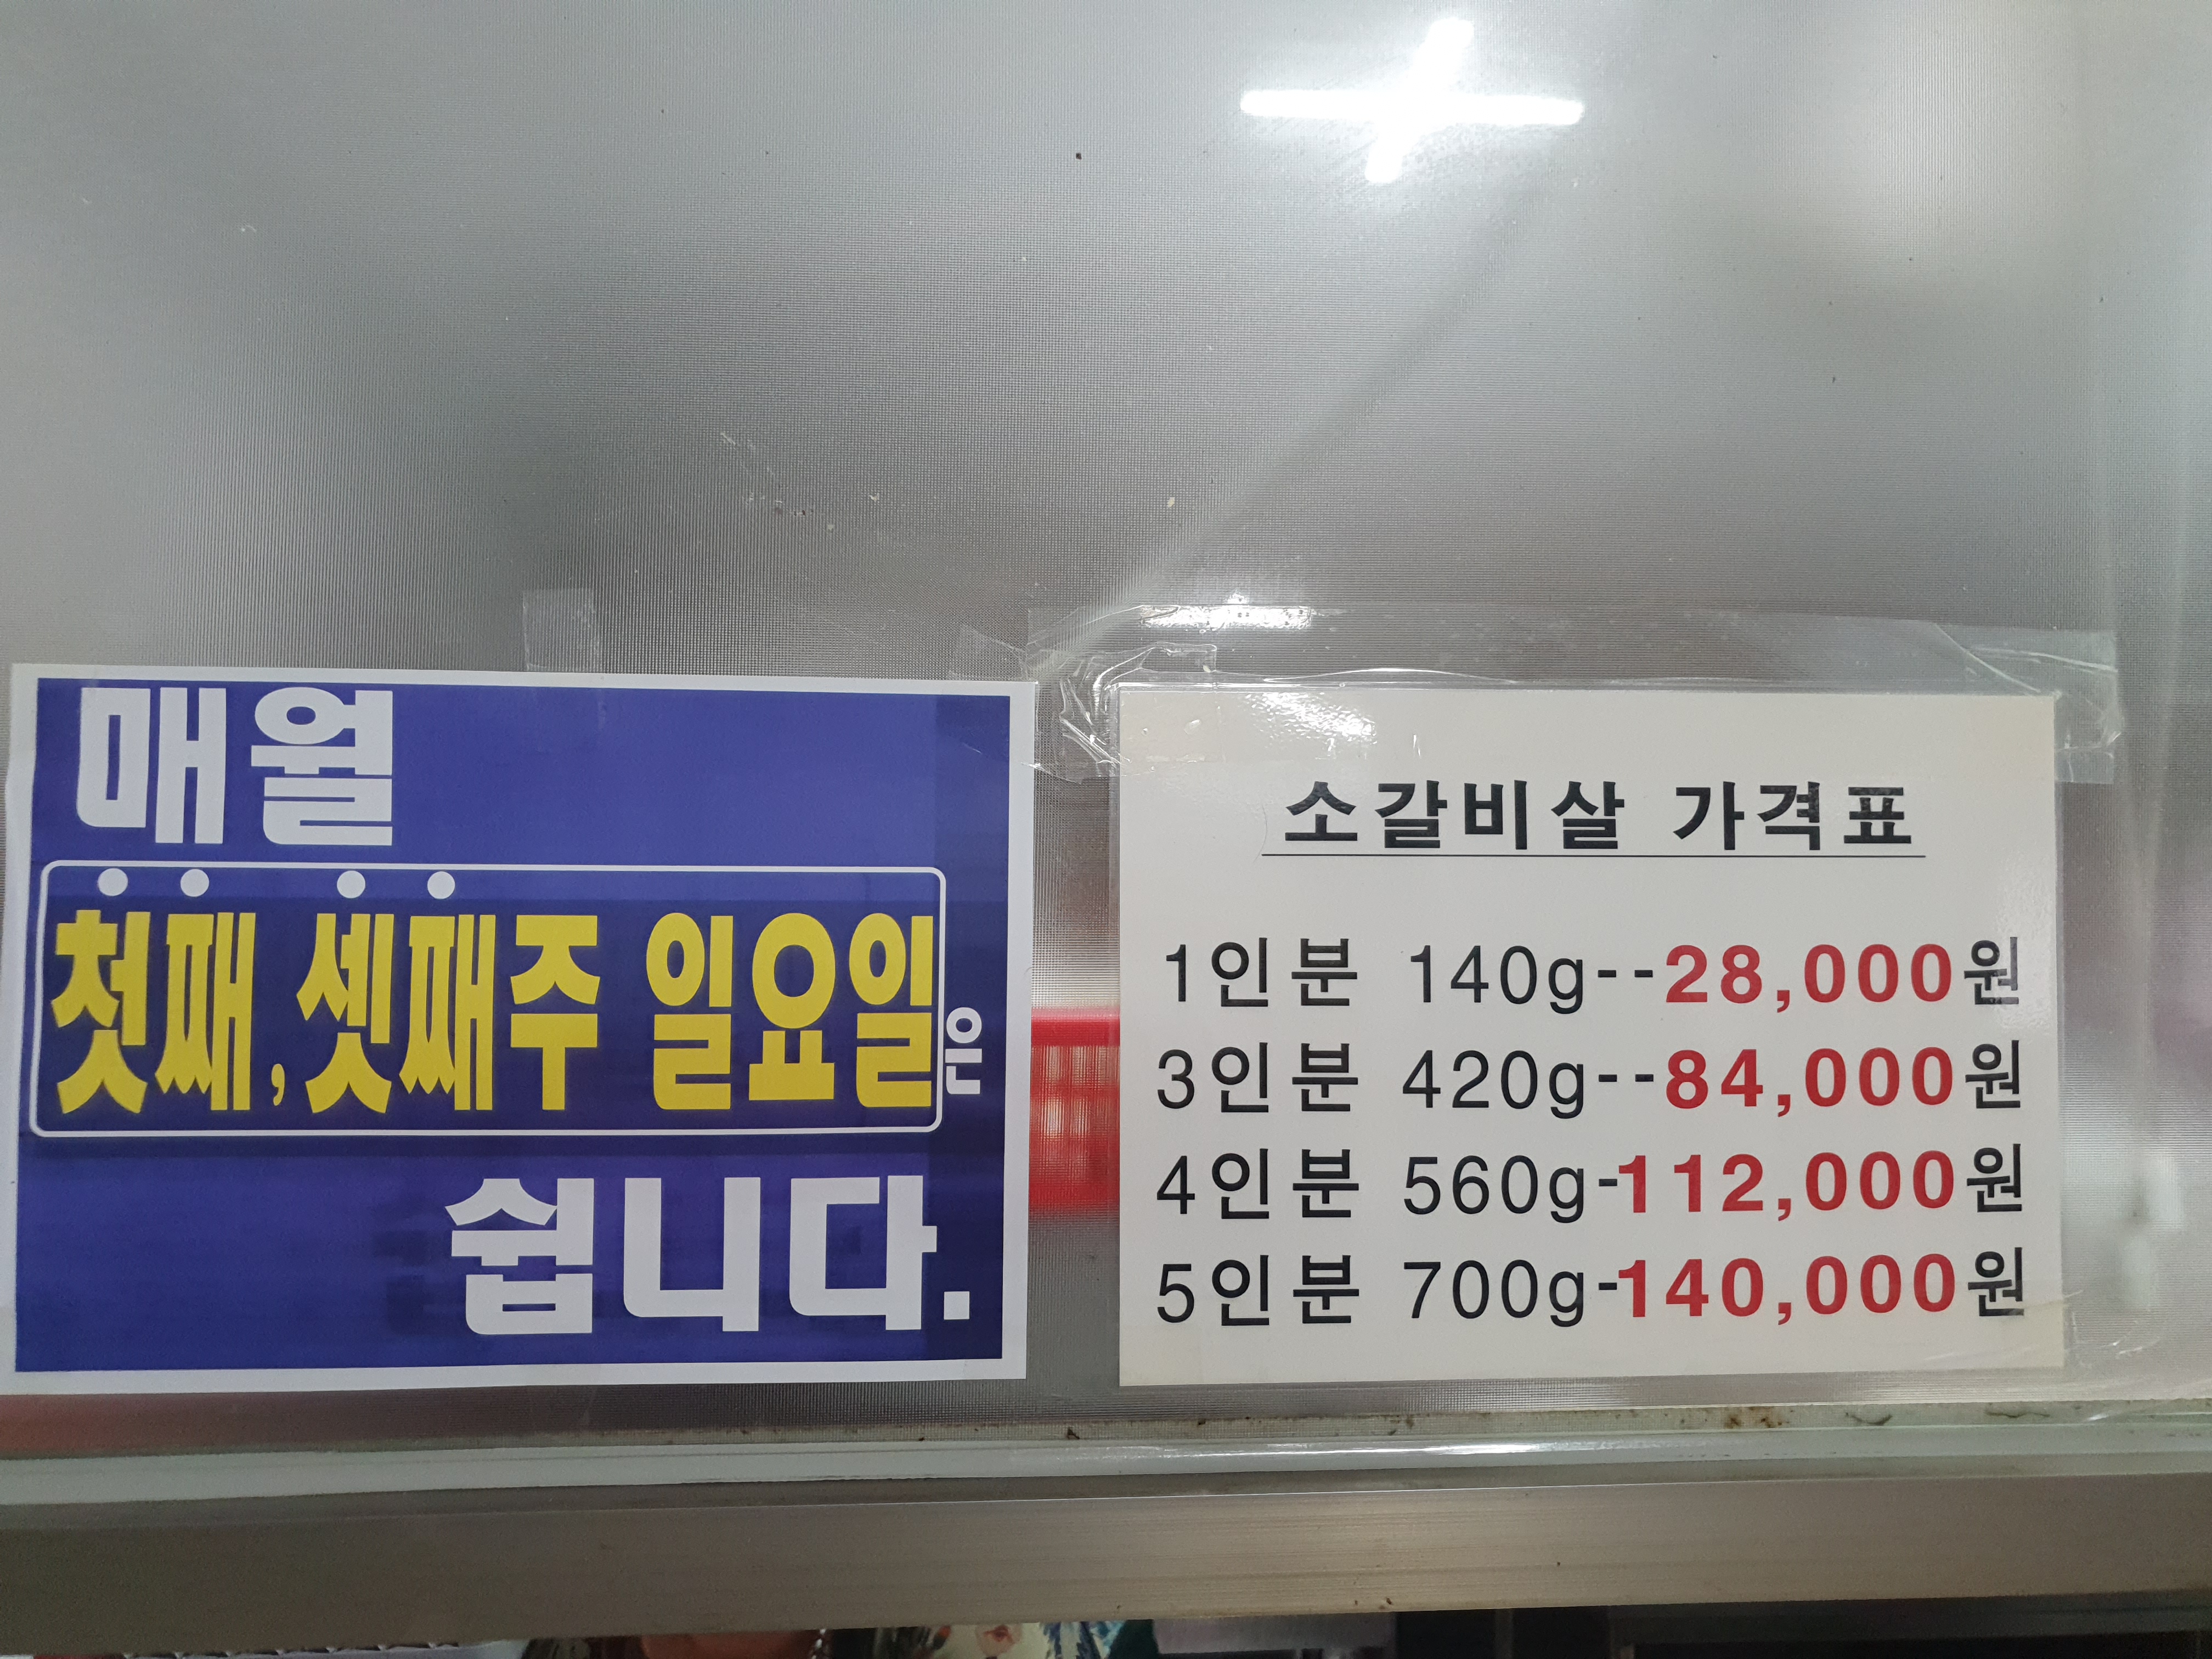 매월
첫째,셋째주 일요일은
쉽니다.
소갈비살 가격표
1인분 140g--28,000원
3인분 420g--84,000원
4인분 560g-112,000원
5인분 700g-140,000원